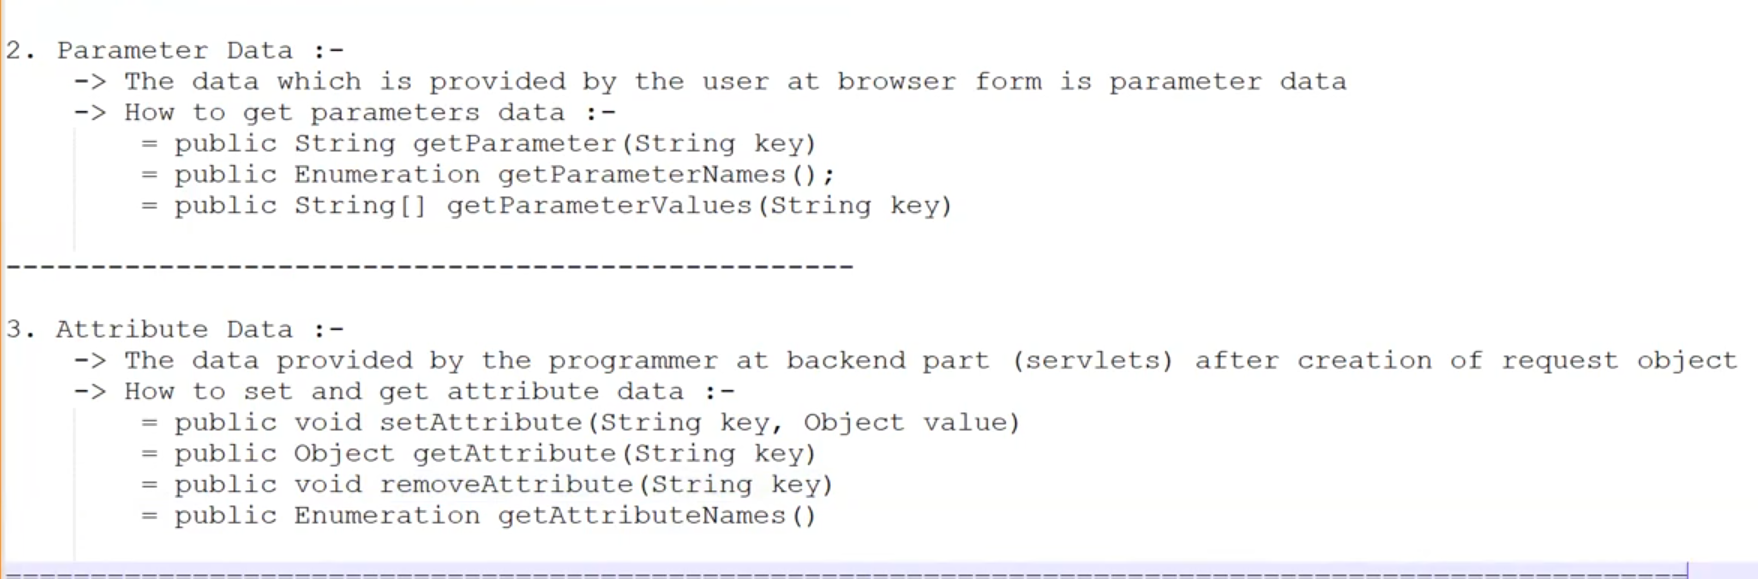 2. Parameter Data :-
-> The data which is provided by the user at browser form is parameter data
-> How to get parameters data :-
= public String getParameter(String key)
= public Enumeration getParameterNames();
= public String[] getParameterValues(String key)
--------------------------------------------------
3. Attribute Data :-
-> The data provided by the programmer at backend part (servlets) after creation of request object
-> How to set and get attribute data :-
= public void setAttribute(String key, Object value)
= public Object getAttribute(String key)
= public void removeAttribute(String key)
= public Enumeration getAttributeNames()
====================================================================================================